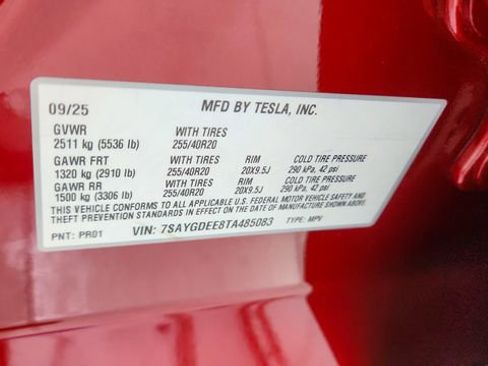 09/25 MFD BY TESLA, INC.
GVWR WITH TIRES
2511 kg (5536 lb) 255/40R20
GAWR FRT WITH TIRES RIM COLD TIRE PRESSURE
1320 kg (2910 lb) 255/40R20 20X9.5J 290 kPa, 42 psi
GAWR RR WITH TIRES RIM COLD TIRE PRESSURE
1500 kg (3306 lb) 255/40R20 20X9.5J 290 kPa, 42 psi
THIS VEHICLE CONFORMS TO ALL APPLICABLE U.S. FEDERAL MOTOR VEHICLE SAFETY AND
THEFT PREVENTION STANDARDS IN EFFECT ON THE DATE OF MANUFACTURE SHOWN ABOVE.
PNT: PR01 VIN: 7SAYGDEE8TA485083 TYPE: MPV